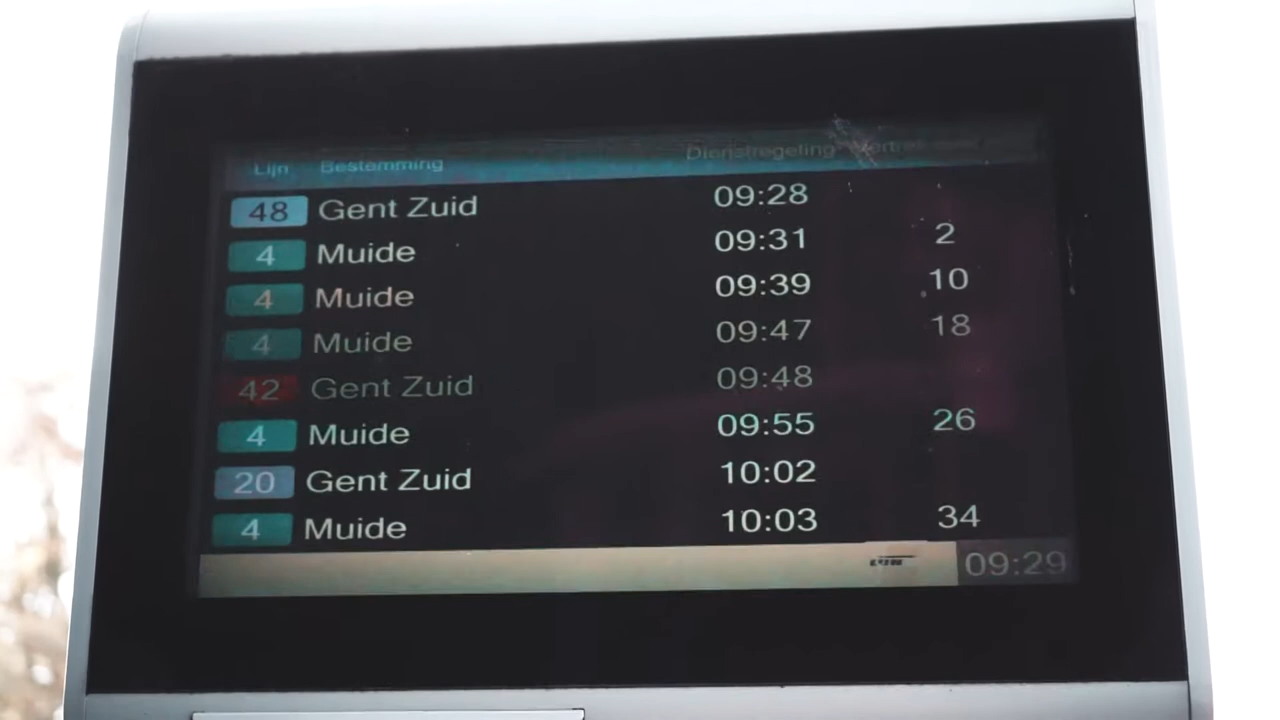 Lijn Bestemming Dienstregeling
48 Gent Zuid 09:28
4 Muide 09:31 2
4 Muide 09:39 10
4 Muide 09:47 18
42 Gent Zuid 09:48
4 Muide 09:55 26
20 Gent Zuid 10:02
4 Muide 10:03 34
09:29